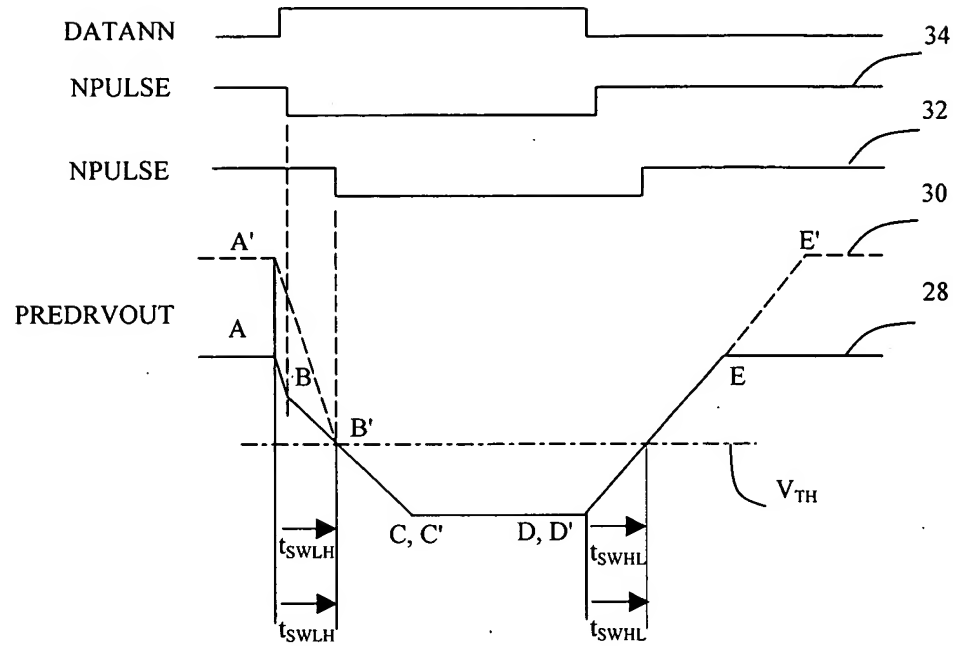 DATANN
34
NPULSE
32
NPULSE
30
A'
E'
28
PREDRVOUT
A
B
E
B'
V_TH
C, C'
D, D'
t_SWLH
t_SWHL
t_SWLH
t_SWHL